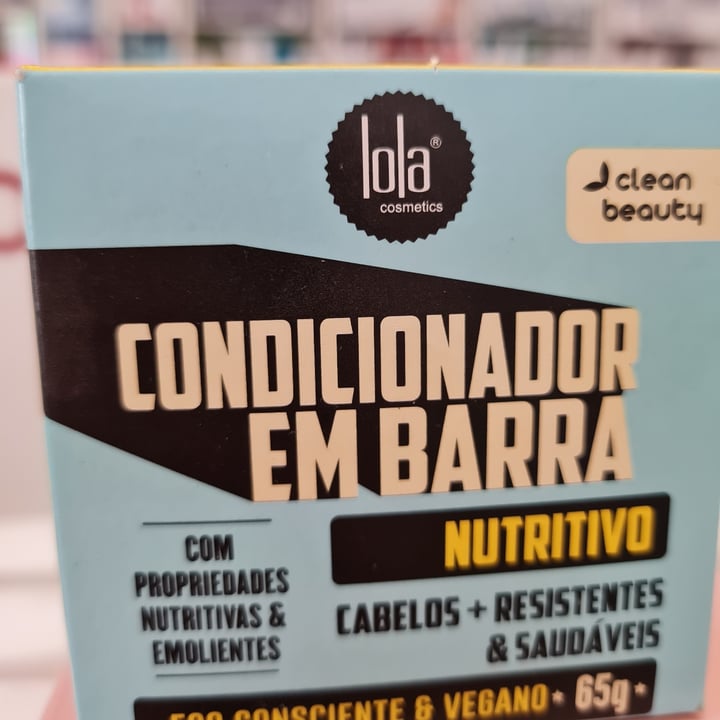 lola®
cosmetics
clean
beauty
CONDICIONADOR
EM BARRA
NUTRITIVO
COM
PROPRIEDADES
NUTRITIVAS &
EMOLIENTES
CABELOS + RESISTENTES
& SAUDÁVEIS
ECO CONSCIENTE & VEGANO * 65g *